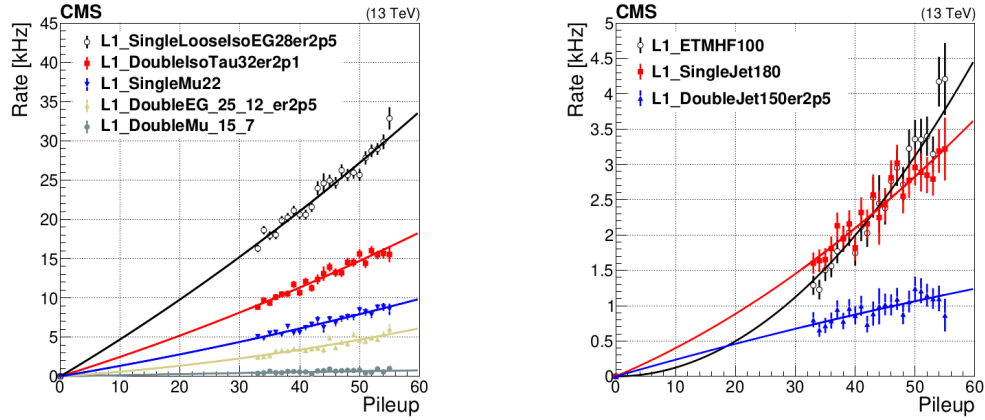 CMS
(13 TeV)
Rate [kHz]
45
40
35
30
25
20
15
10
5
0
L1_SingleLooseIsoEG28er2p5
L1_DoubleIsoTau32er2p1
L1_SingleMu22
L1_DoubleEG_25_12_er2p5
L1_DoubleMu_15_7
0 10 20 30 40 50 60
Pileup
CMS
(13 TeV)
Rate [kHz]
5
4.5
4
3.5
3
2.5
2
1.5
1
0.5
0
L1_ETMHF100
L1_SingleJet180
L1_DoubleJet150er2p5
0 10 20 30 40 50 60
Pileup